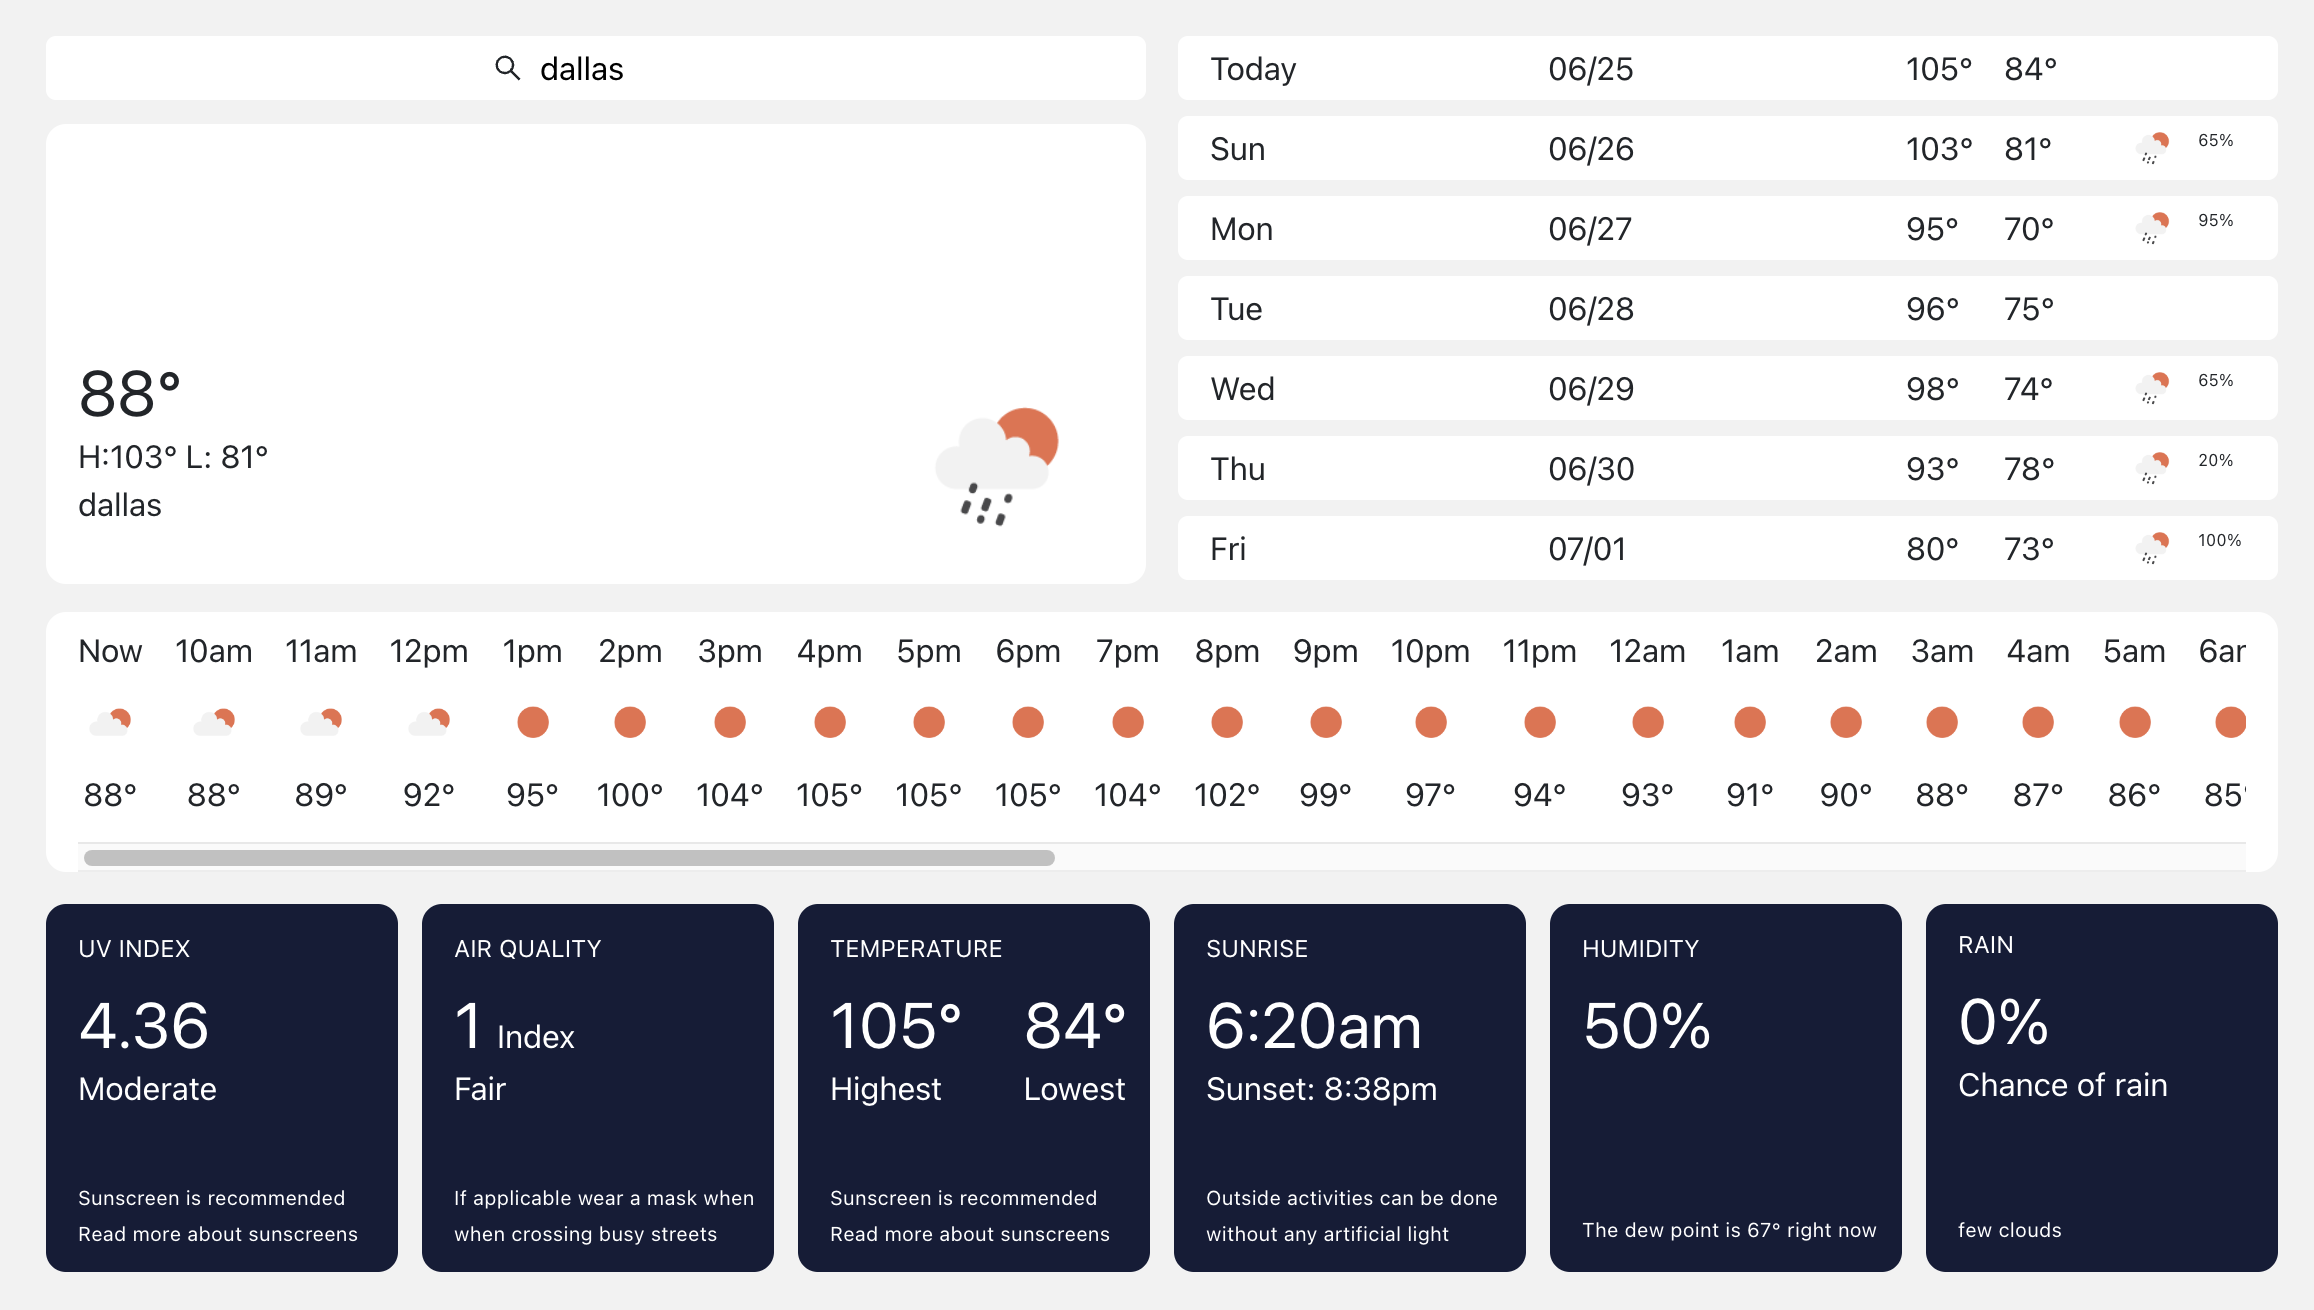 dallas
88°
H:103° L: 81°
dallas
Today 06/25 105° 84°
Sun 06/26 103° 81° 65%
Mon 06/27 95° 70° 95%
Tue 06/28 96° 75°
Wed 06/29 98° 74° 65%
Thu 06/30 93° 78° 20%
Fri 07/01 80° 73° 100%
Now 10am 11am 12pm 1pm 2pm 3pm 4pm 5pm 6pm 7pm 8pm 9pm 10pm 11pm 12am 1am 2am 3am 4am 5am 6am
88° 88° 89° 92° 95° 100° 104° 105° 105° 105° 104° 102° 99° 97° 94° 93° 91° 90° 88° 87° 86° 85°
UV INDEX
4.36
Moderate
Sunscreen is recommended
Read more about sunscreens
AIR QUALITY
1 Index
Fair
If applicable wear a mask when
when crossing busy streets
TEMPERATURE
105° 84°
Highest Lowest
Sunscreen is recommended
Read more about sunscreens
SUNRISE
6:20am
Sunset: 8:38pm
Outside activities can be done
without any artificial light
HUMIDITY
50%
The dew point is 67° right now
RAIN
0%
Chance of rain
few clouds